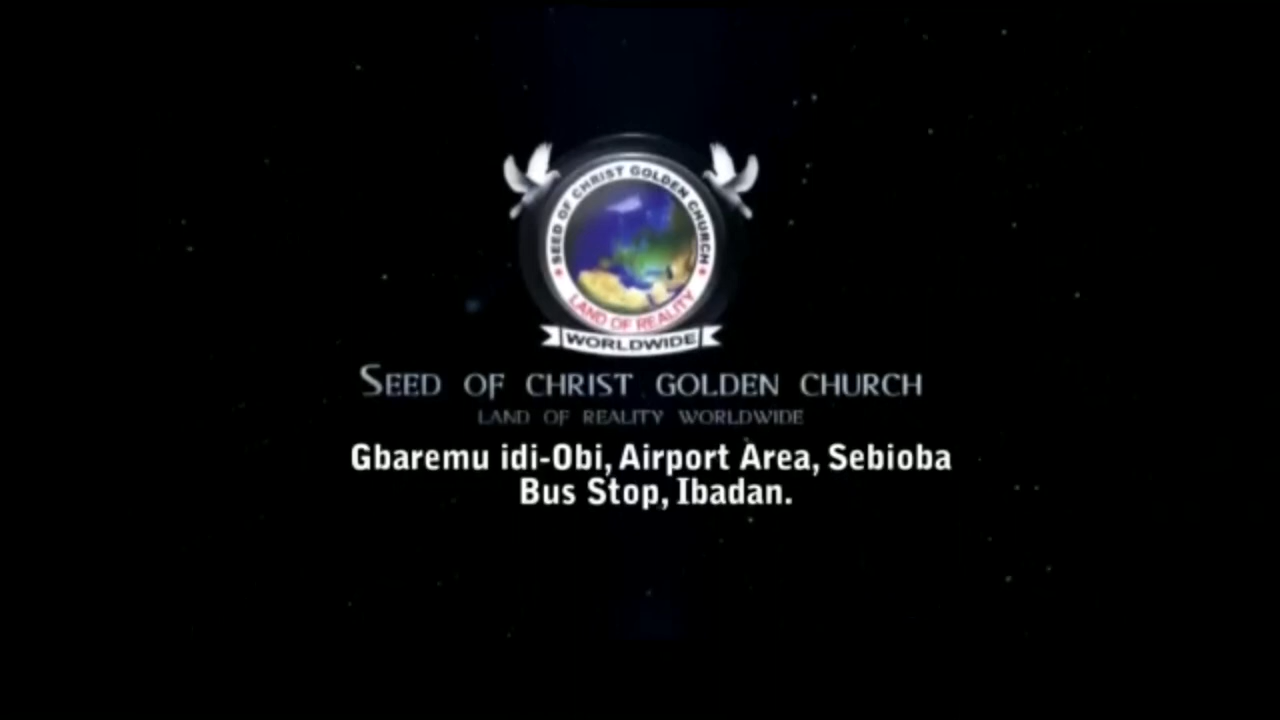 SEED OF CHRIST GOLDEN CHURCH
LAND OF REALITY
WORLDWIDE
SEED OF CHRIST GOLDEN CHURCH
LAND OF REALITY WORLDWIDE
Gbaremu idi-Obi, Airport Area, Sebioba
Bus Stop, Ibadan.